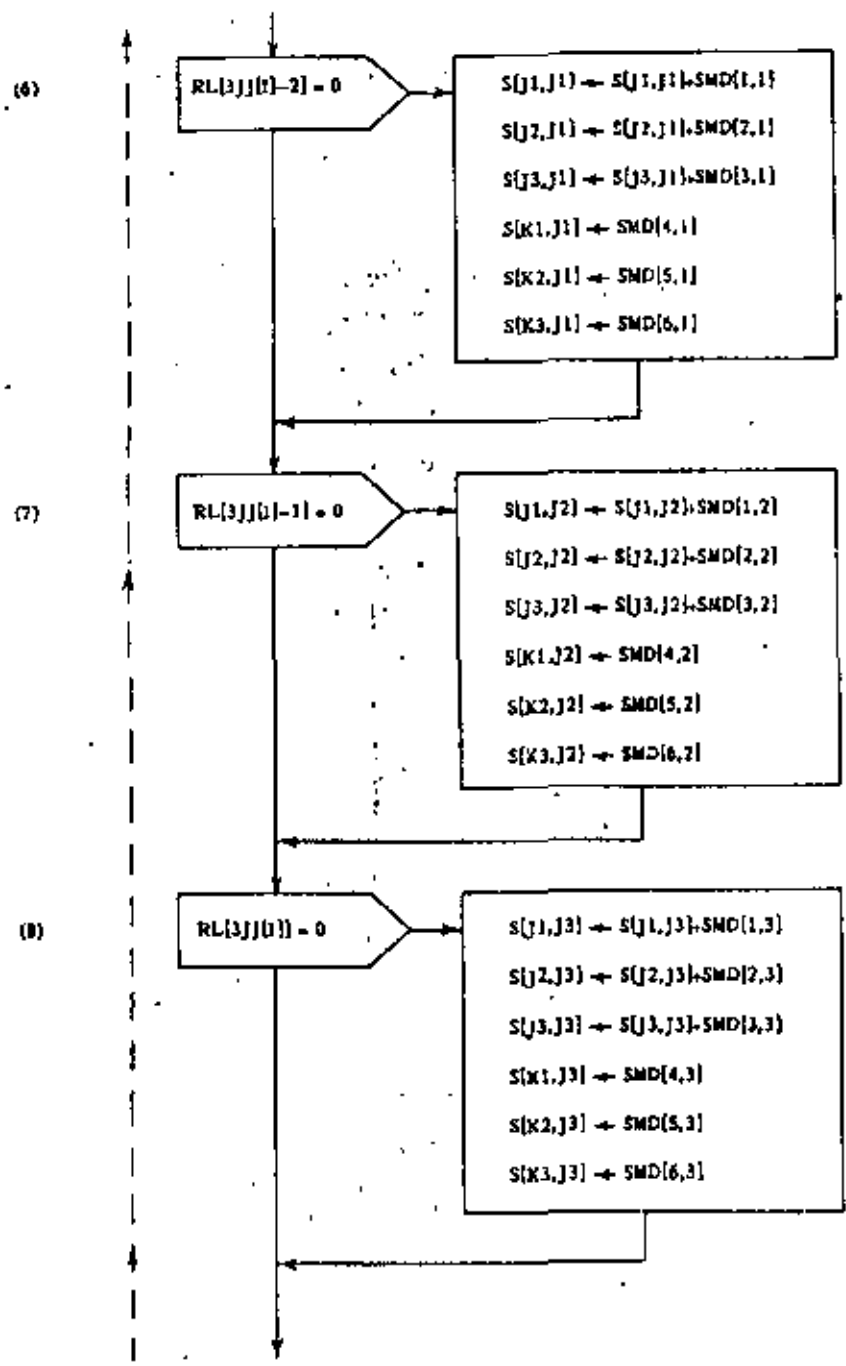 (6)
RL[3JJ[I]-2] = 0
S[J1,J1] ← S[J1,J1]+SMD[1,1]
S[J2,J1] ← S[J2,J1]+SMD[2,1]
S[J3,J1] ← S[J3,J1]+SMD[3,1]
S[K1,J1] ← SMD[4,1]
S[K2,J1] ← SMD[5,1]
S[K3,J1] ← SMD[6,1]
(7)
RL[3JJ[I]-1] = 0
S[J1,J2] ← S[J1,J2]+SMD[1,2]
S[J2,J2] ← S[J2,J2]+SMD[2,2]
S[J3,J2] ← S[J3,J2]+SMD[3,2]
S[K1,J2] ← SMD[4,2]
S[K2,J2] ← SMD[5,2]
S[K3,J2] ← SMD[6,2]
(8)
RL[3JJ[I]] = 0
S[J1,J3] ← S[J1,J3]+SMD[1,3]
S[J2,J3] ← S[J2,J3]+SMD[2,3]
S[J3,J3] ← S[J3,J3]+SMD[3,3]
S[K1,J3] ← SMD[4,3]
S[K2,J3] ← SMD[5,3]
S[K3,J3] ← SMD[6,3]